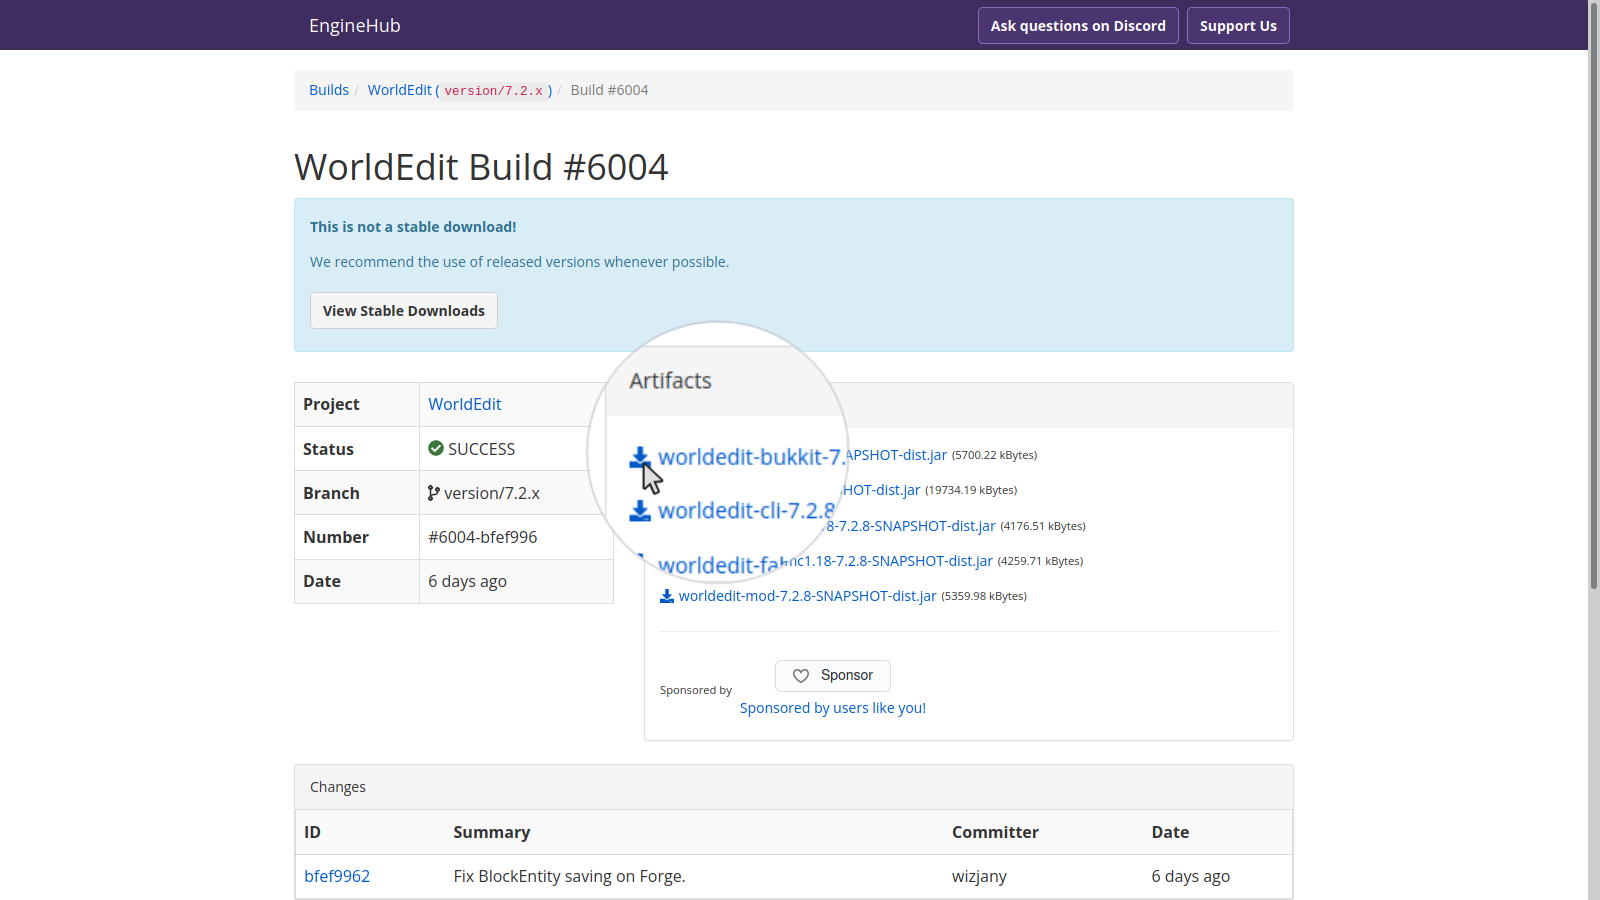 EngineHub
Ask questions on Discord
Support Us
Builds / WorldEdit ( version/7.2.x ) / Build #6004
WorldEdit Build #6004
This is not a stable download!
We recommend the use of released versions whenever possible.
View Stable Downloads
Project WorldEdit
Status SUCCESS
Branch version/7.2.x
Number #6004-bfef996
Date 6 days ago
Artifacts
worldedit-bukkit-7. APSHOT-dist.jar (5700.22 kBytes)
worldedit-cli-7.2.8 HOT-dist.jar (19734.19 kBytes)
8-7.2.8-SNAPSHOT-dist.jar (4176.51 kBytes)
worldedit-fa mc1.18-7.2.8-SNAPSHOT-dist.jar (4259.71 kBytes)
worldedit-mod-7.2.8-SNAPSHOT-dist.jar (5359.98 kBytes)
Sponsored by
Sponsor
Sponsored by users like you!
Changes
ID Summary Committer Date
bfef9962 Fix BlockEntity saving on Forge. wizjany 6 days ago